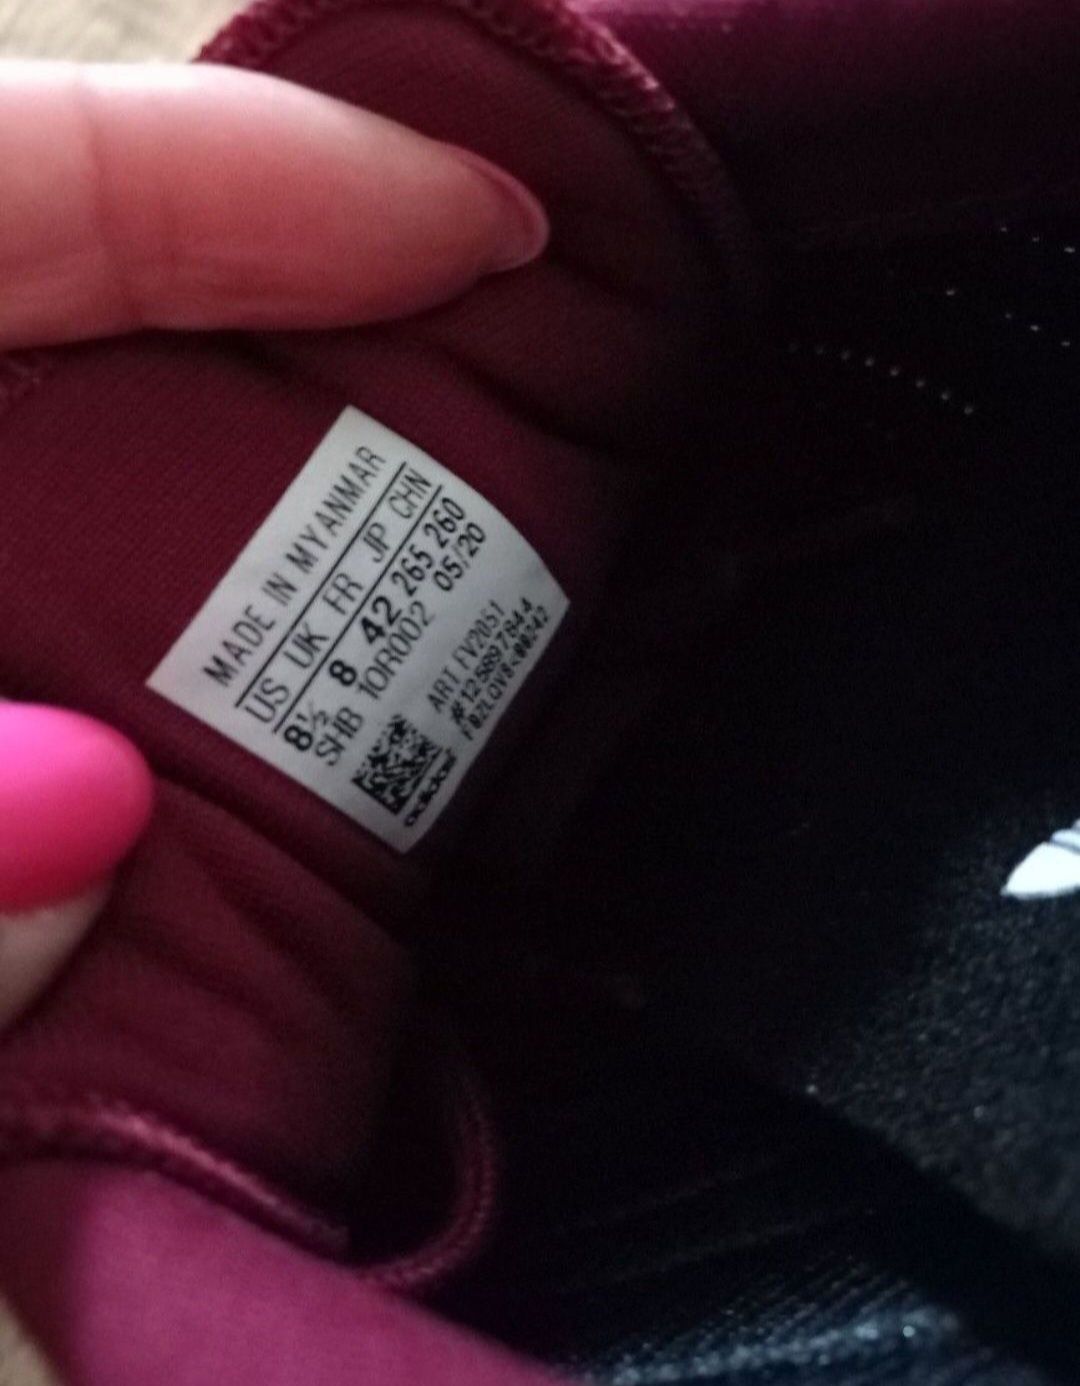 MADE IN MYANMAR
US UK FR JP CHN
8½ 8 42 265 260
SHB 10R002 05/20
ART FV2051
adidas